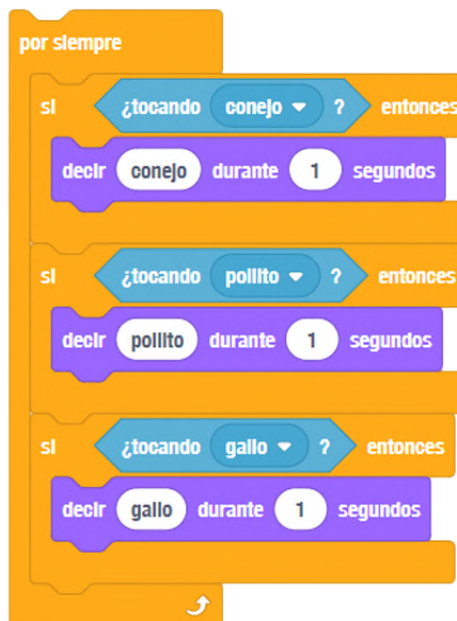 por siempre
si ¿tocando conejo ? entonces
decir conejo durante 1 segundos
si ¿tocando pollito ? entonces
decir pollito durante 1 segundos
si ¿tocando gallo ? entonces
decir gallo durante 1 segundos